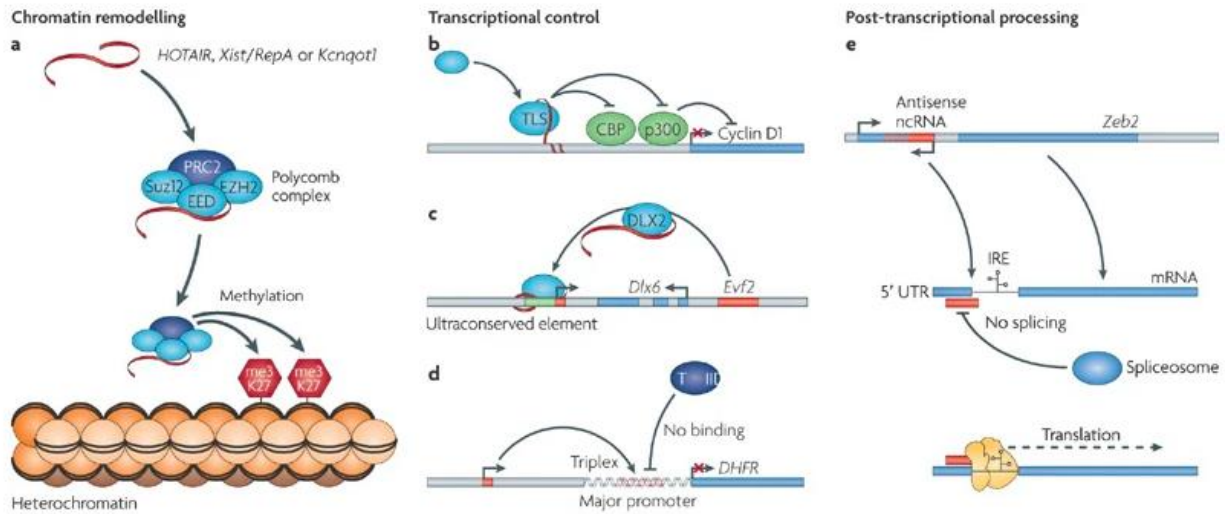 Chromatin remodelling
a
HOTAIR, Xist/RepA or Kcnqot1
PRC2
Suz12
EZH2
EED
Polycomb
complex
Methylation
me3
K27
me3
K27
Heterochromatin
Transcriptional control
b
TLS
CBP
p300
Cyclin D1
c
DLX2
Dlx6
Evf2
Ultraconserved element
d
T IID
No binding
Triplex
DHFR
Major promoter
Post-transcriptional processing
e
Antisense
ncRNA
Zeb2
IRE
mRNA
5' UTR
No splicing
Spliceosome
Translation